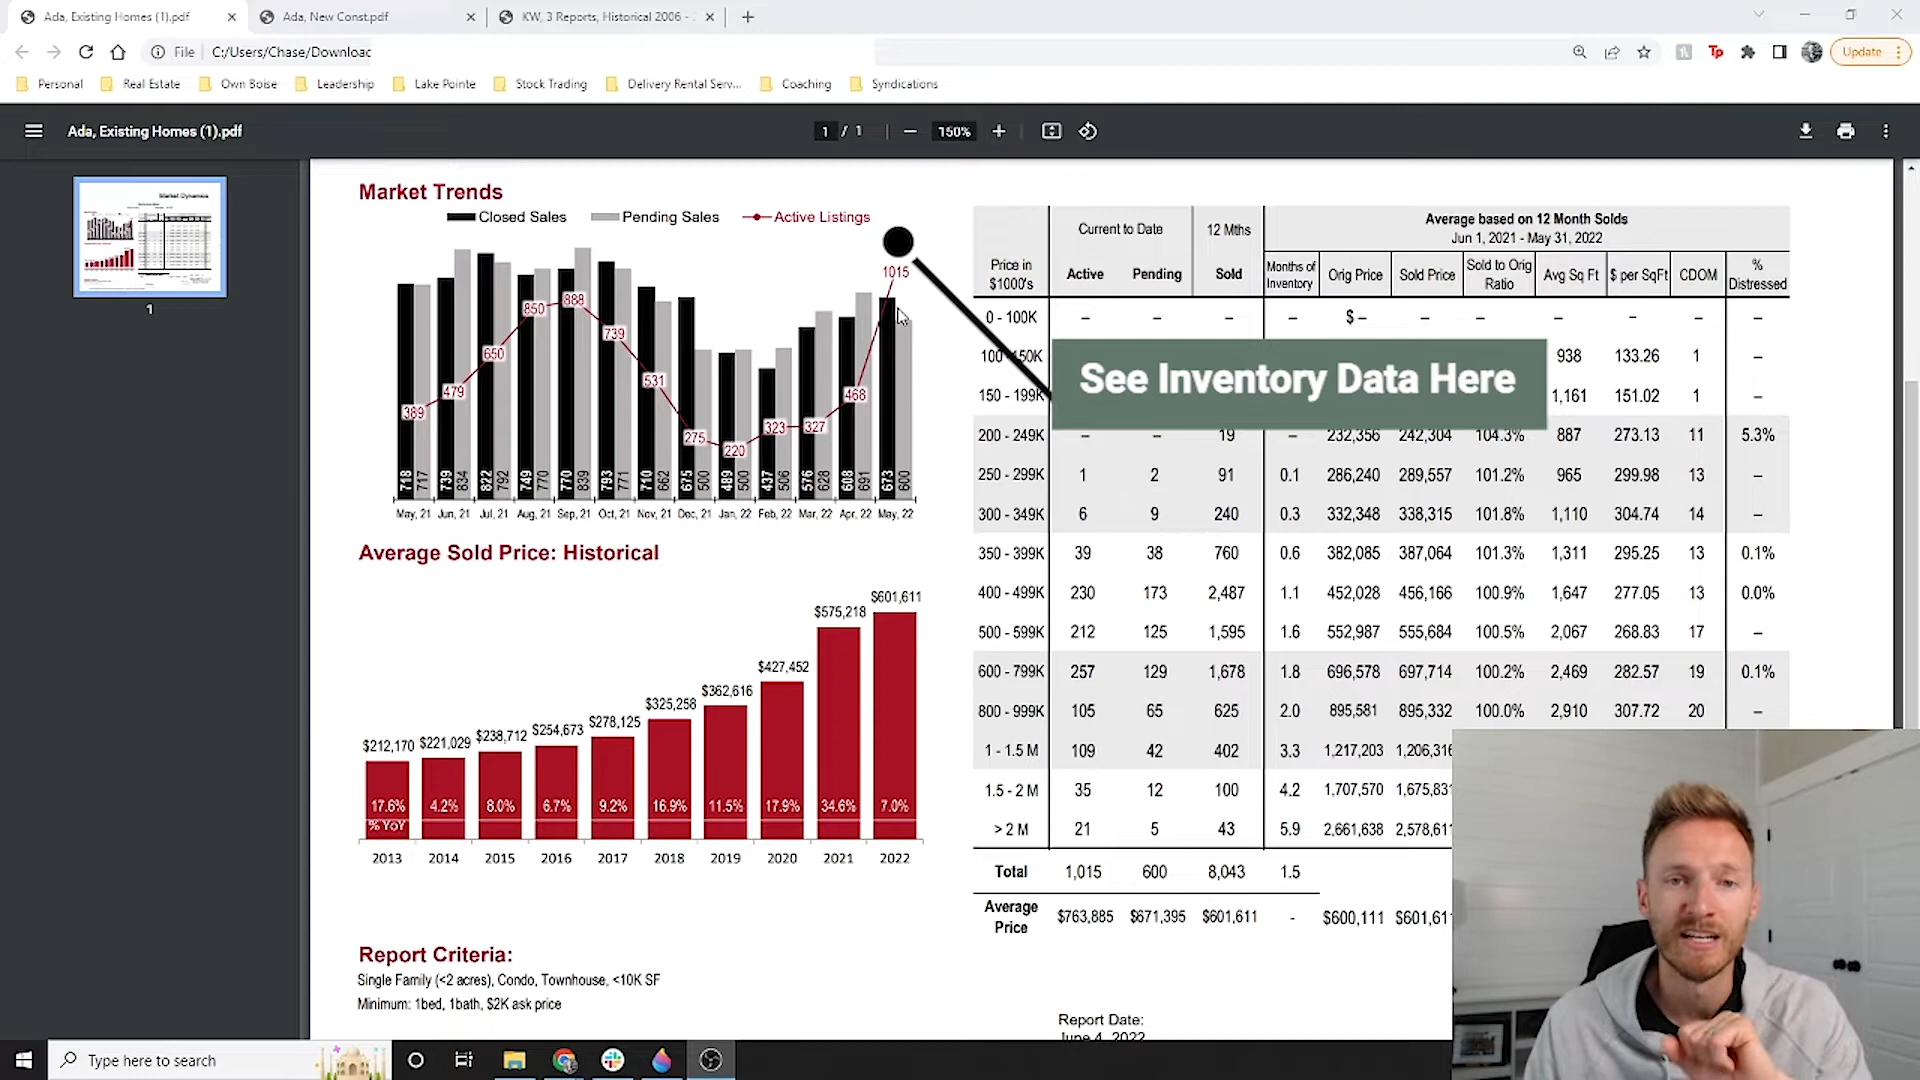 Ada, Existing Homes (1).pdf
Ada, New Const.pdf
KW, 3 Reports, Historical 2006 -
File
C:/Users/Chase/Downloac
Update
Personal
Real Estate
Own Boise
Leadership
Lake Pointe
Stock Trading
Delivery Rental Serv...
Coaching
Syndications
Ada, Existing Homes (1).pdf
1 / 1
150%
1
Market Trends
Closed Sales Pending Sales Active Listings
389 479 650 850 888 739 531 275 220 323 327 468 1015
718 717 739 834 822 792 749 770 770 839 793 771 710 662 675 500 489 500 437 506 576 628 608 691 673 600
May, 21 Jun, 21 Jul, 21 Aug, 21 Sep, 21 Oct, 21 Nov, 21 Dec, 21 Jan, 22 Feb, 22 Mar, 22 Apr, 22 May, 22
Average Sold Price: Historical
$212,170 $221,029 $238,712 $254,673 $278,125 $325,258 $362,616 $427,452 $575,218 $601,611
17.6% 4.2% 8.0% 6.7% 9.2% 16.9% 11.5% 17.9% 34.6% 7.0%
% YoY
2013 2014 2015 2016 2017 2018 2019 2020 2021 2022
Report Criteria:
Single Family (<2 acres), Condo, Townhouse, <10K SF
Minimum: 1bed, 1bath, $2K ask price
Current to Date
12 Mths
Average based on 12 Month Solds
Jun 1, 2021 - May 31, 2022
Price in $1000's
Active Pending Sold
Months of Inventory
Orig Price
Sold Price
Sold to Orig Ratio
Avg Sq Ft
$ per SqFt
CDOM
% Distressed
0 - 100K – – – – $ – – – – – – –
100 - 150K 938 133.26 1 –
150 - 199K 1,161 151.02 1 –
See Inventory Data Here
200 - 249K – – 19 – 232,356 242,304 104.3% 887 273.13 11 5.3%
250 - 299K 1 2 91 0.1 286,240 289,557 101.2% 965 299.98 13 –
300 - 349K 6 9 240 0.3 332,348 338,315 101.8% 1,110 304.74 14 –
350 - 399K 39 38 760 0.6 382,085 387,064 101.3% 1,311 295.25 13 0.1%
400 - 499K 230 173 2,487 1.1 452,028 456,166 100.9% 1,647 277.05 13 0.0%
500 - 599K 212 125 1,595 1.6 552,987 555,684 100.5% 2,067 268.83 17 –
600 - 799K 257 129 1,678 1.8 696,578 697,714 100.2% 2,469 282.57 19 0.1%
800 - 999K 105 65 625 2.0 895,581 895,332 100.0% 2,910 307.72 20 –
1 - 1.5 M 109 42 402 3.3 1,217,203 1,206,316
1.5 - 2 M 35 12 100 4.2 1,707,570 1,675,831
> 2 M 21 5 43 5.9 2,661,638 2,578,611
Total 1,015 600 8,043 1.5
Average Price $763,885 $671,395 $601,611 - $600,111 $601,611
Report Date:
June 4, 2022
Type here to search